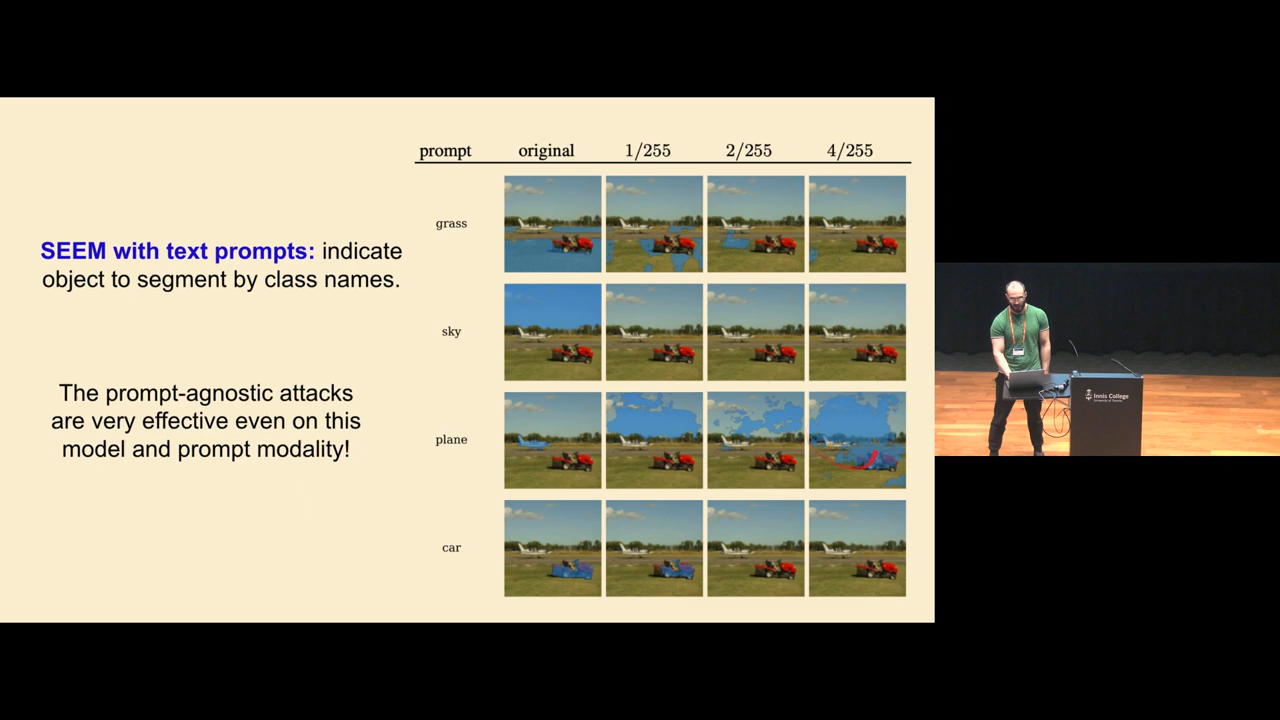 prompt original 1/255 2/255 4/255
grass
SEEM with text prompts: indicate
object to segment by class names.
sky
The prompt-agnostic attacks
are very effective even on this
model and prompt modality!
plane
car
Innis College